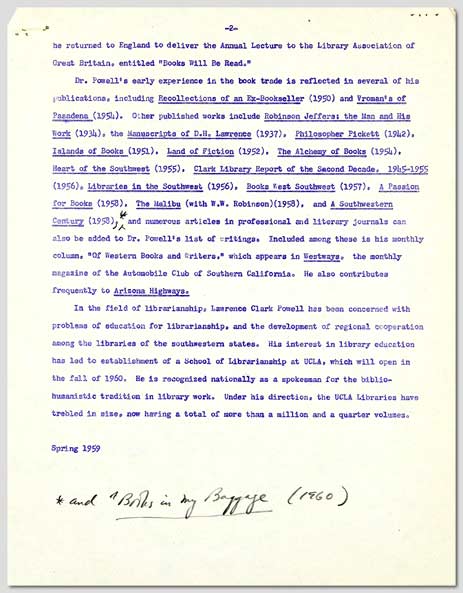 -2-
he returned to England to deliver the Annual Lecture to the Library Association of
Great Britain, entitled "Books Will Be Read."
Dr. Powell's early experience in the book trade is reflected in several of his
publications, including Recollections of an Ex-Bookseller (1950) and Vroman's of
Pasadena (1954). Other published works include Robinson Jeffers: the Man and His
Work (1934), the Manuscripts of D.H. Lawrence (1937), Philosopher Pickett (1942),
Islands of Books (1951), Land of Fiction (1952), The Alchemy of Books (1954),
Heart of the Southwest (1955), Clark Library Report of the Second Decade, 1945-1955
(1956), Libraries in the Southwest (1956), Books West Southwest (1957), A Passion
for Books (1958), The Malibu (with W.W. Robinson)(1958), and A Southwestern
Century (1958),* and numerous articles in professional and literary journals can
also be added to Dr. Powell's list of writings. Included among these is his monthly
column, "Of Western Books and Writers," which appears in Westways, the monthly
magazine of the Automobile Club of Southern California. He also contributes
frequently to Arizona Highways.
In the field of librarianship, Lawrence Clark Powell has been concerned with
problems of education for librarianship, and the development of regional cooperation
among the libraries of the southwestern states. His interest in library education
has led to establishment of a School of Librarianship at UCLA, which will open in
the fall of 1960. He is recognized nationally as a spokesman for the biblio-
humanistic tradition in library work. Under his direction, the UCLA Libraries have
trebled in size, now having a total of more than a million and a quarter volumes.
Spring 1959
* and Books in my Baggage (1960)